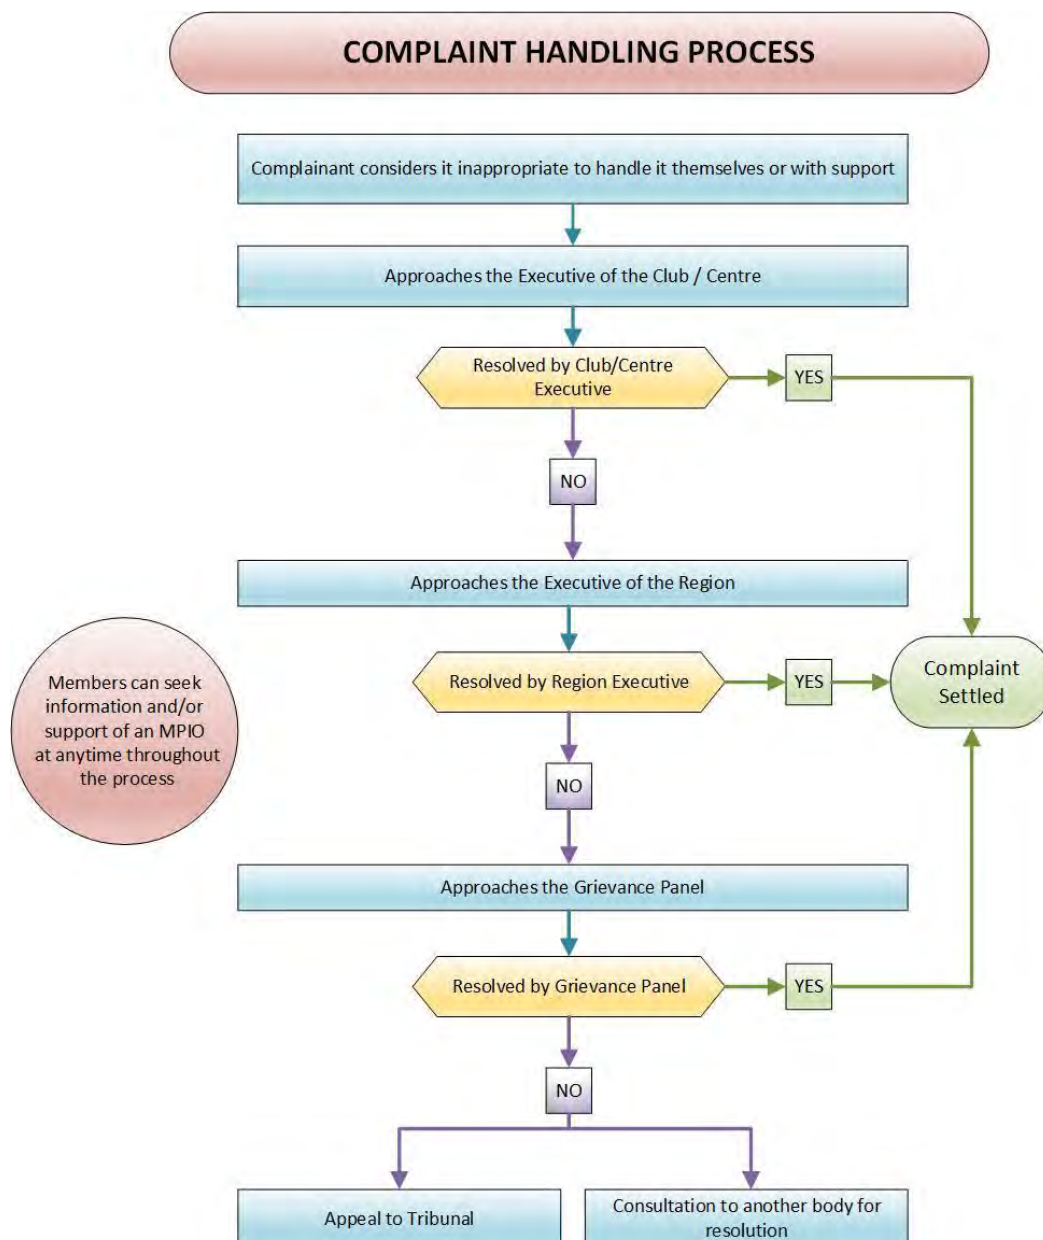 COMPLAINT HANDLING PROCESS
Complainant considers it inappropriate to handle it themselves or with support
Approaches the Executive of the Club / Centre
Resolved by Club/Centre
Executive
YES
NO
Approaches the Executive of the Region
Members can seek
information and/or
support of an MPIO
at anytime throughout
the process
Resolved by Region Executive
YES
Complaint
Settled
NO
Approaches the Grievance Panel
Resolved by Grievance Panel
YES
NO
Appeal to Tribunal
Consultation to another body for
resolution